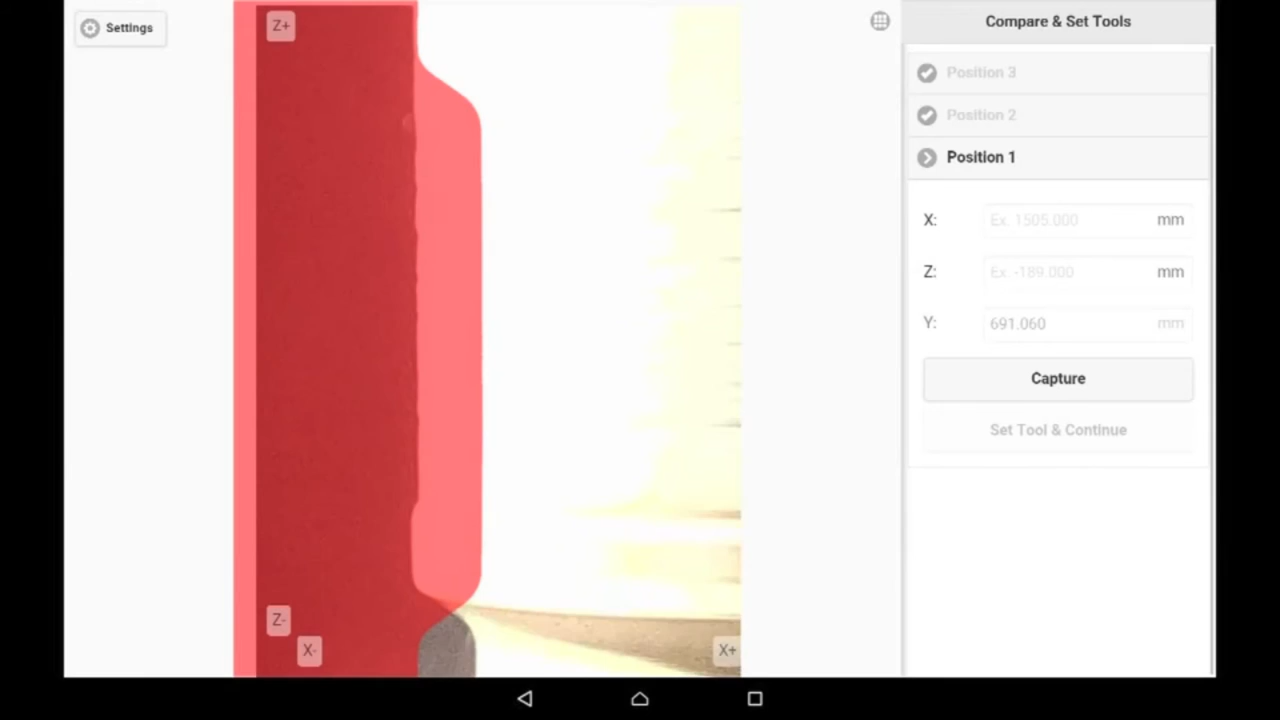 Settings
Z+
Z-
X-
X+
Compare & Set Tools
Position 3
Position 2
Position 1
X: Ex. 1505.000 mm
Z: Ex. -189.000 mm
Y: 691.060 mm
Capture
Set Tool & Continue